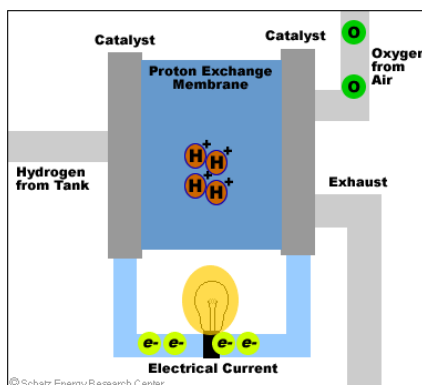 Catalyst
Catalyst
Proton Exchange
Membrane
Oxygen
from
Air
O
O
H+
H+
H+
H+
Hydrogen
from Tank
Exhaust
e-
e-
e-
e-
Electrical Current
© Schatz Energy Research Center